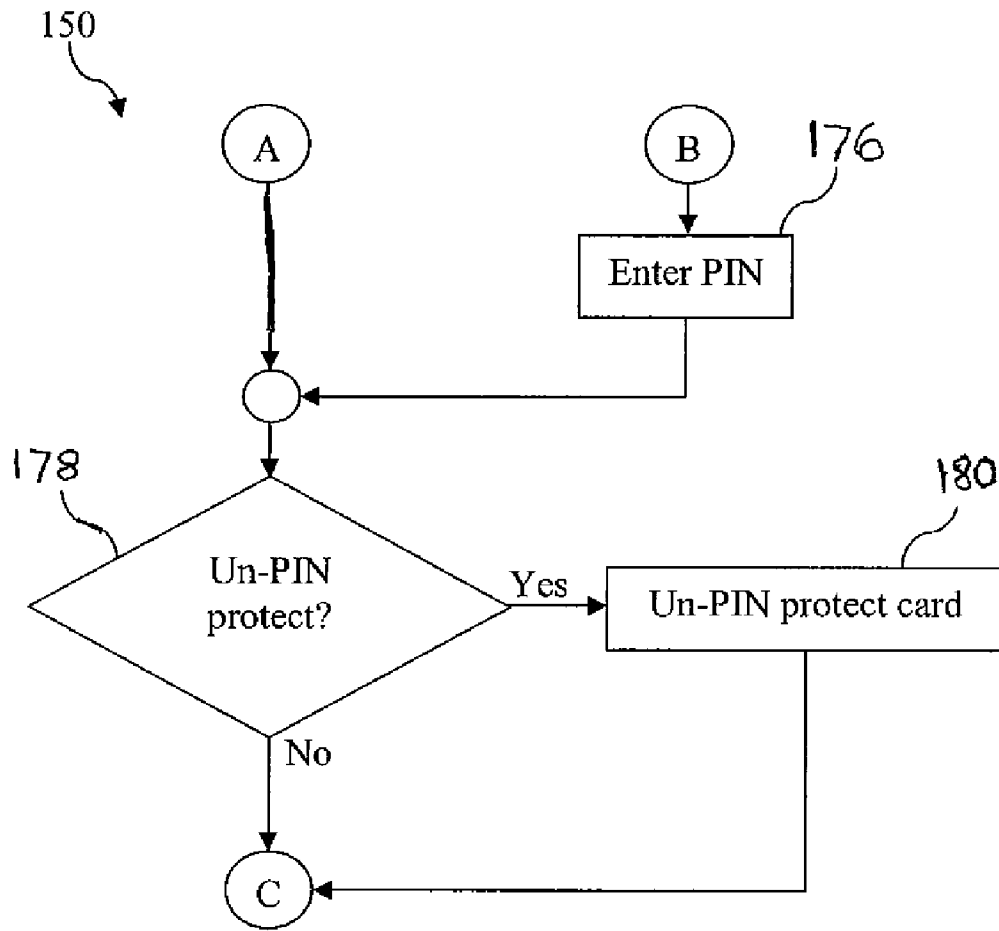 150
A
B
176
Enter PIN
178
Un-PIN
protect?
Yes
180
Un-PIN protect card
No
C